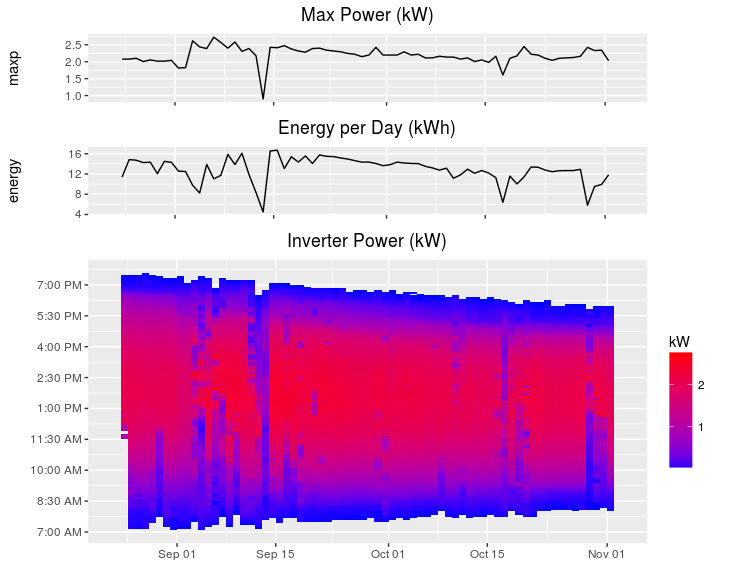 Max Power (kW)
maxp
2.5
2.0
1.5
1.0
Energy per Day (kWh)
energy
16
12
8
4
Inverter Power (kW)
7:00 PM
5:30 PM
4:00 PM
2:30 PM
1:00 PM
11:30 AM
10:00 AM
8:30 AM
7:00 AM
Sep 01 Sep 15 Oct 01 Oct 15 Nov 01
kW
2
1